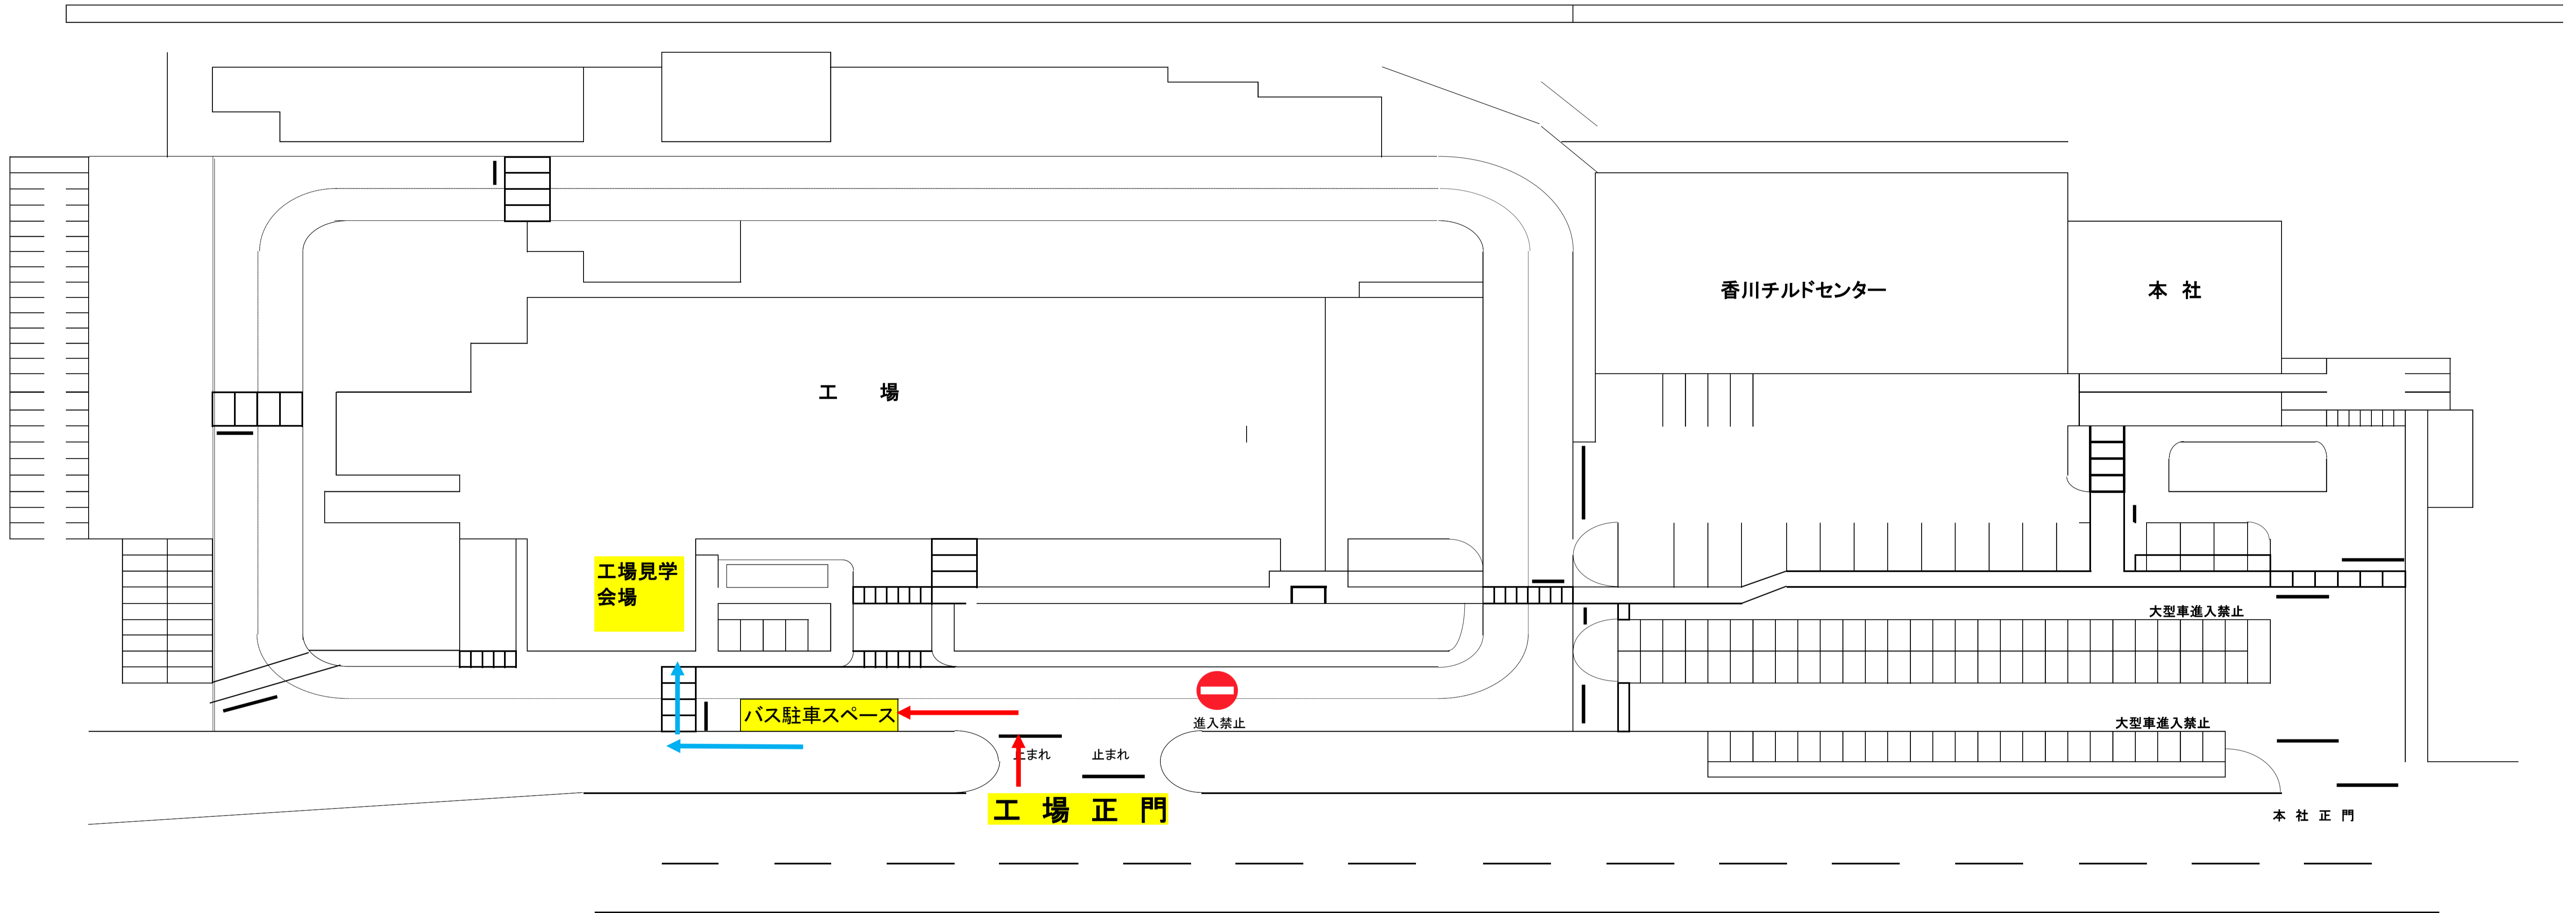 香川チルドセンター
本 社
工 場
工場見学
会場
大型車進入禁止
バス駐車スペース
進入禁止
大型車進入禁止
止まれ
止まれ
工 場 正 門
本 社 正 門